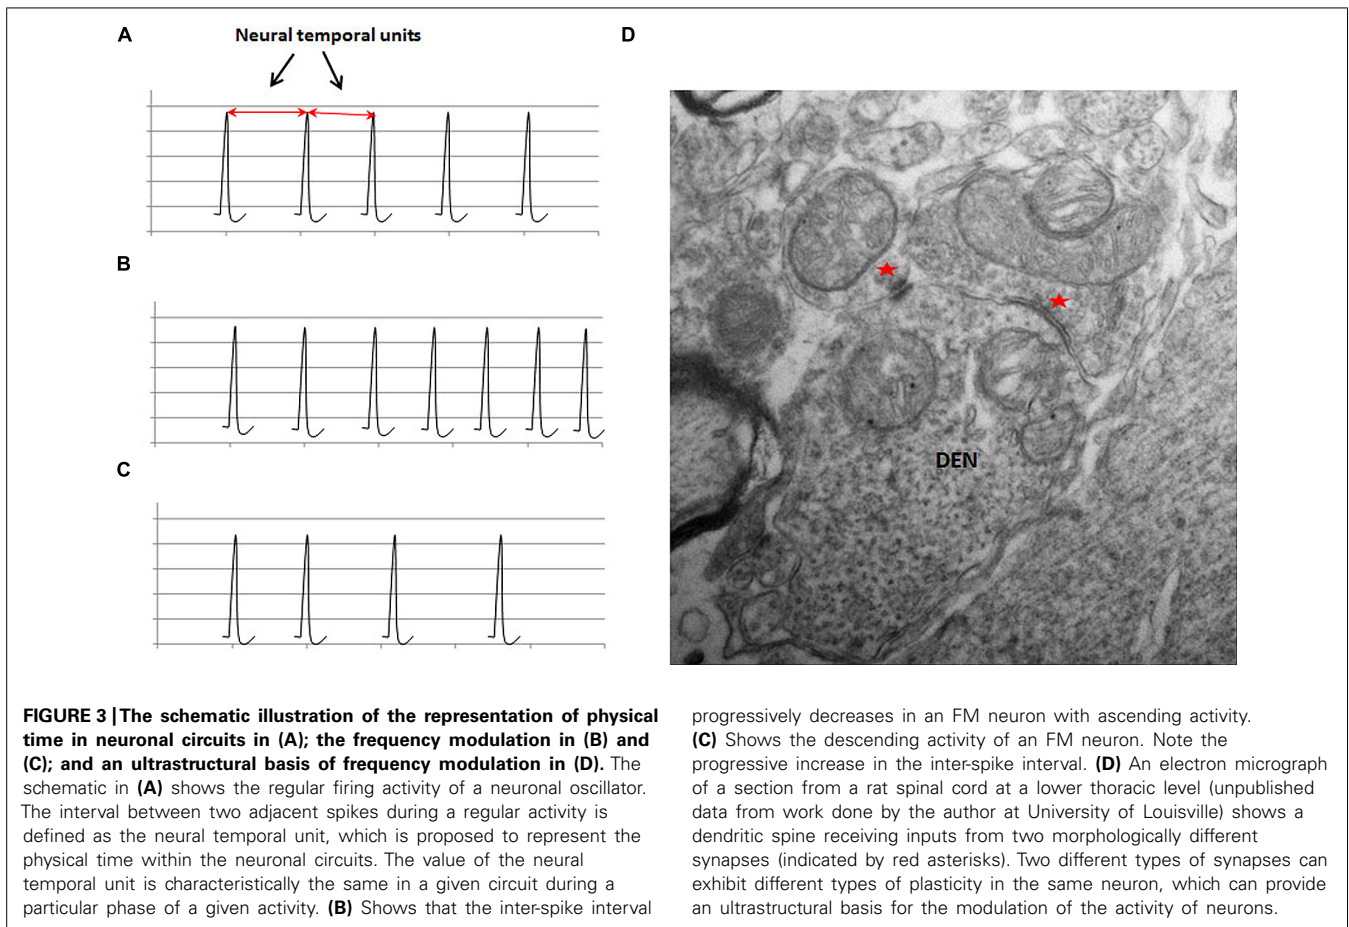 A
Neural temporal units
B
C
D
DEN
FIGURE 3 | The schematic illustration of the representation of physical
time in neuronal circuits in (A); the frequency modulation in (B) and
(C); and an ultrastructural basis of frequency modulation in (D). The
schematic in (A) shows the regular firing activity of a neuronal oscillator.
The interval between two adjacent spikes during a regular activity is
defined as the neural temporal unit, which is proposed to represent the
physical time within the neuronal circuits. The value of the neural
temporal unit is characteristically the same in a given circuit during a
particular phase of a given activity. (B) Shows that the inter-spike interval
progressively decreases in an FM neuron with ascending activity.
(C) Shows the descending activity of an FM neuron. Note the
progressive increase in the inter-spike interval. (D) An electron micrograph
of a section from a rat spinal cord at a lower thoracic level (unpublished
data from work done by the author at University of Louisville) shows a
dendritic spine receiving inputs from two morphologically different
synapses (indicated by red asterisks). Two different types of synapses can
exhibit different types of plasticity in the same neuron, which can provide
an ultrastructural basis for the modulation of the activity of neurons.